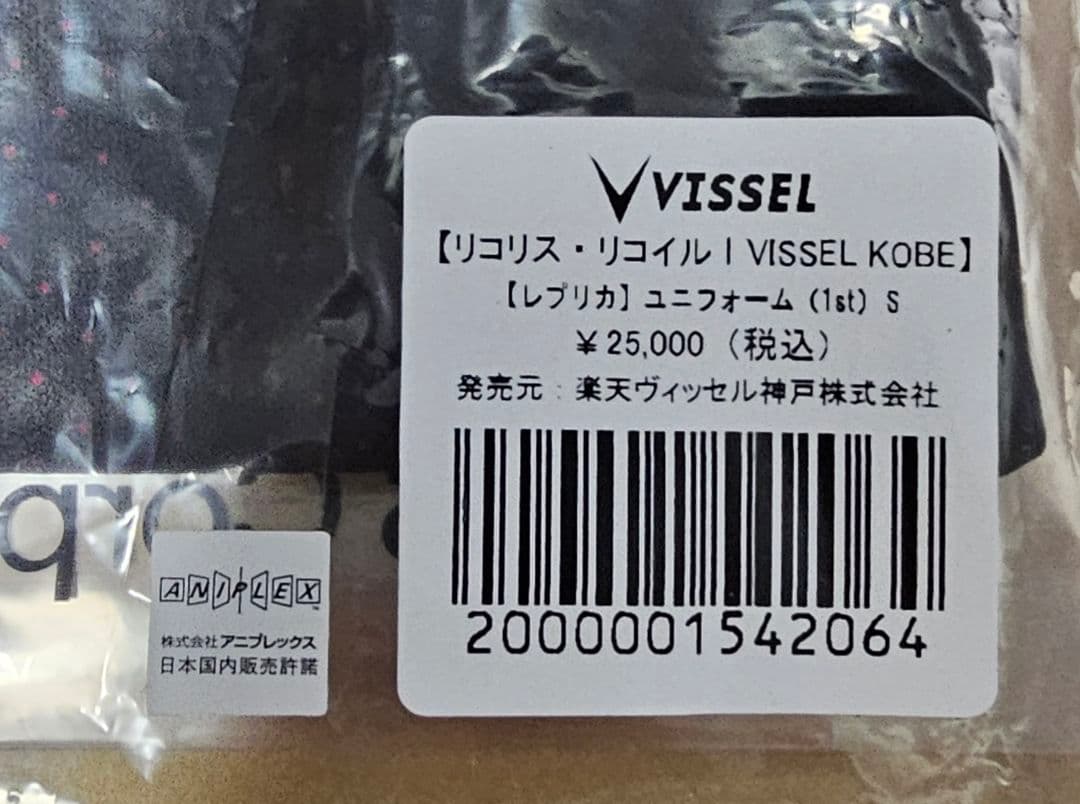 VISSEL
【リコリス・リコイル | VISSEL KOBE】
【レプリカ】ユニフォーム (1st) S
¥25,000 (税込)
発売元:楽天ヴィッセル神戸株式会社
2000001542064
ANIPLEX
株式会社アニプレックス
日本国内販売許諾